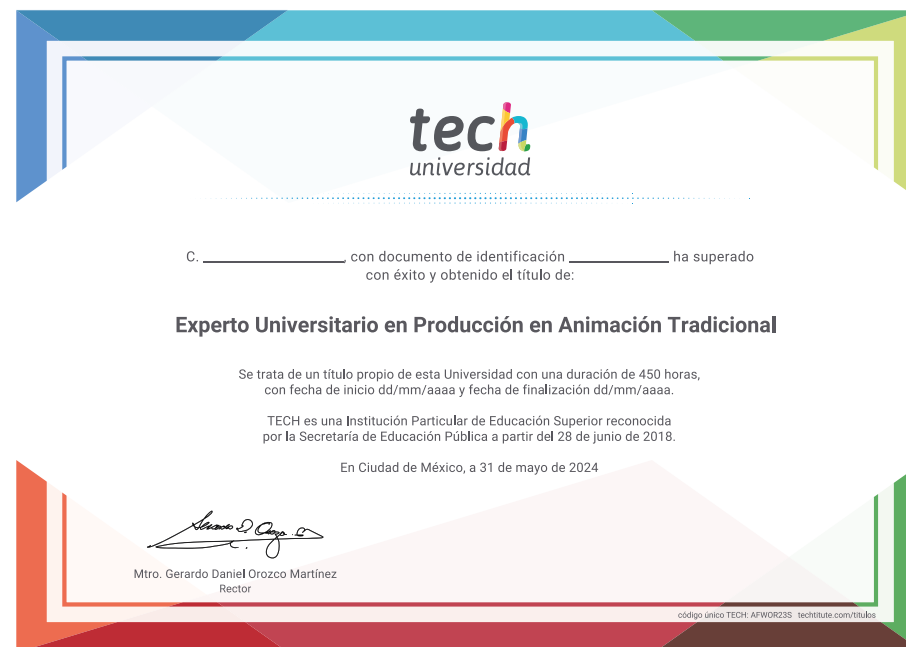 tech
universidad
C. ____________, con documento de identificación ____________ ha superado
con éxito y obtenido el título de:
Experto Universitario en Producción en Animación Tradicional
Se trata de un título propio de esta Universidad con una duración de 450 horas,
con fecha de inicio dd/mm/aaaa y fecha de finalización dd/mm/aaaa.
TECH es una Institución Particular de Educación Superior reconocida
por la Secretaría de Educación Pública a partir del 28 de junio de 2018.
En Ciudad de México, a 31 de mayo de 2024
Mtro. Gerardo Daniel Orozco Martínez
Rector
código único TECH: AFWOR23S techtitute.com/titulos